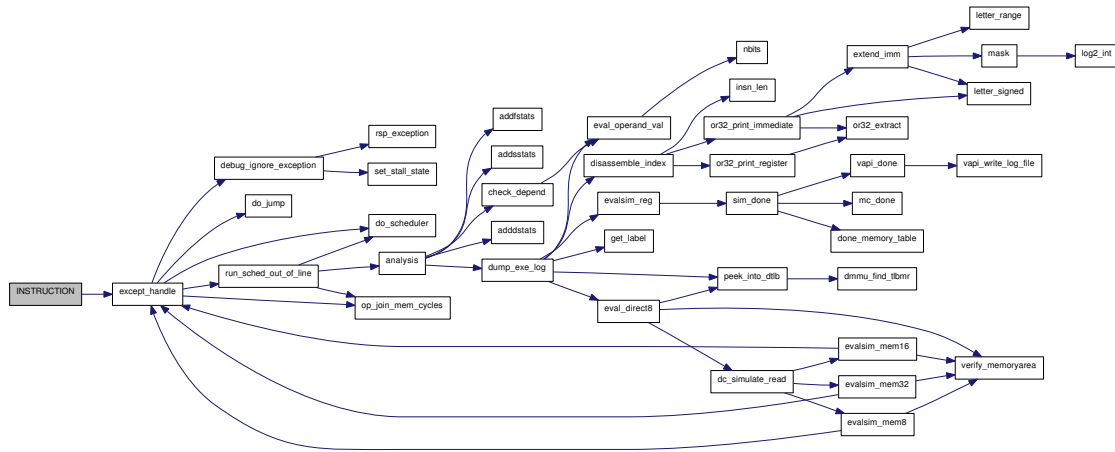 letter_range
nbits
extend_imm
mask
log2_int
insn_len
letter_signed
addfstats
eval_operand_val
or32_print_immediate
or32_extract
rsp_exception
addsstats
disassemble_index
or32_print_register
vapi_done
vapi_write_log_file
debug_ignore_exception
set_stall_state
check_depend
evalsim_reg
sim_done
mc_done
do_jump
do_scheduler
adddstats
get_label
done_memory_table
run_sched_out_of_line
analysis
dump_exe_log
peek_into_dtlb
dmmu_find_tlbmr
INSTRUCTION
except_handle
op_join_mem_cycles
eval_direct8
evalsim_mem16
verify_memoryarea
dc_simulate_read
evalsim_mem32
evalsim_mem8